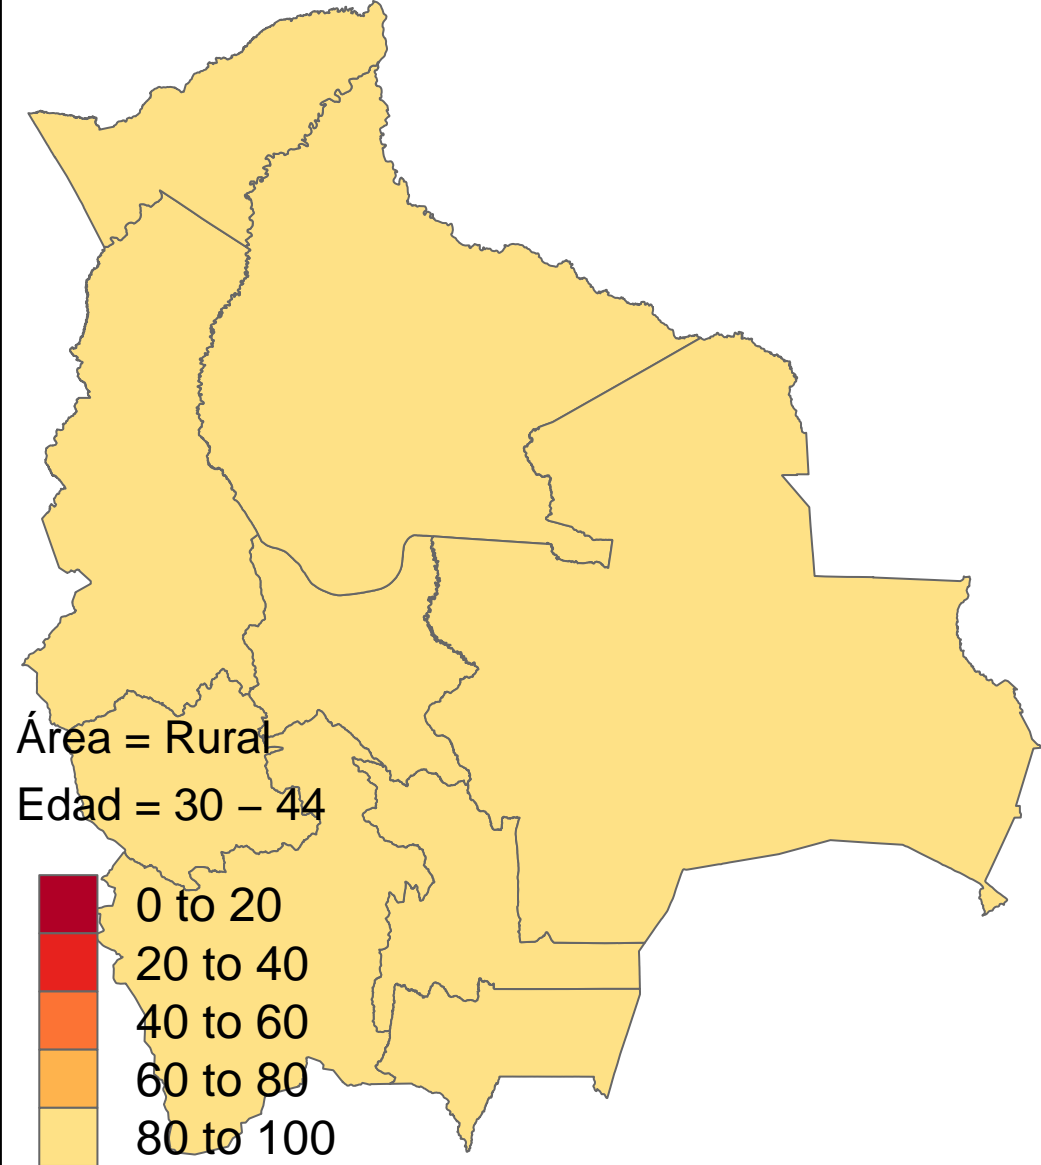 Área = Rural
Edad = 30 – 44
0 to 20
20 to 40
40 to 60
60 to 80
80 to 100